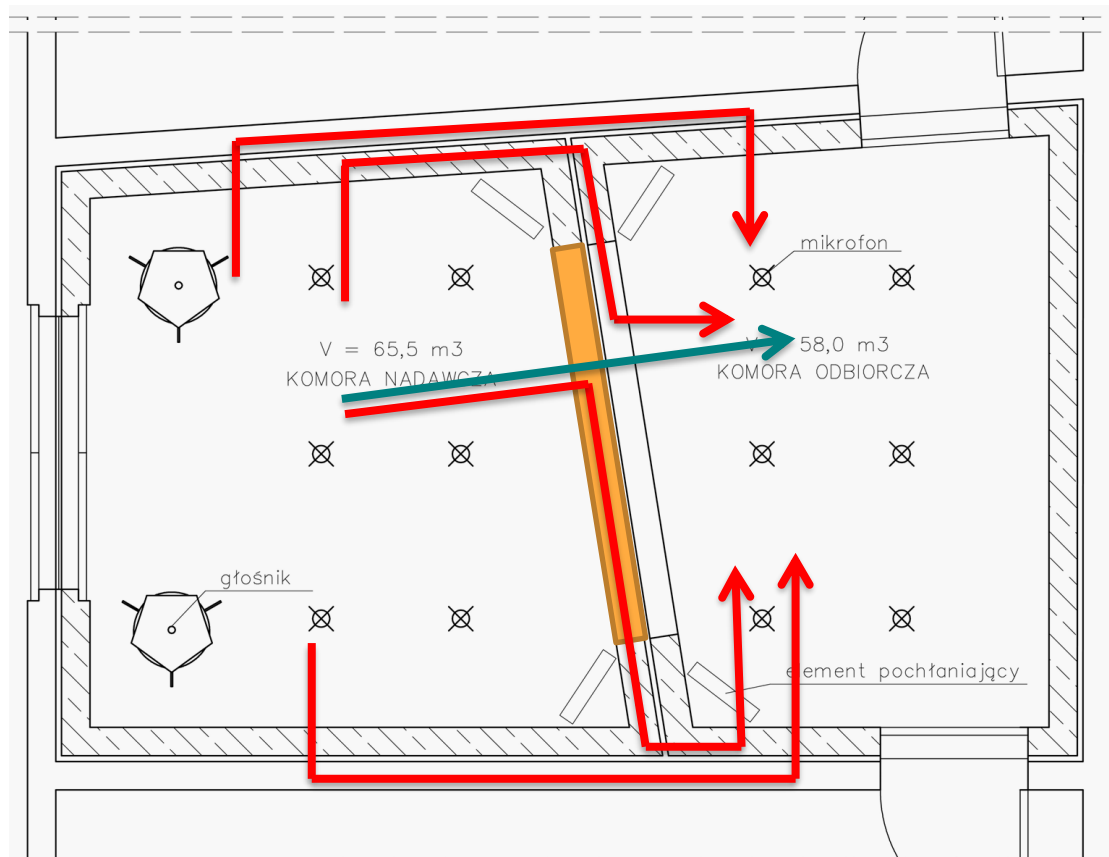 mikrofon
V = 65,5 m3
KOMORA NADAWCZA
V = 58,0 m3
KOMORA ODBIORCZA
głośnik
element pochłaniający